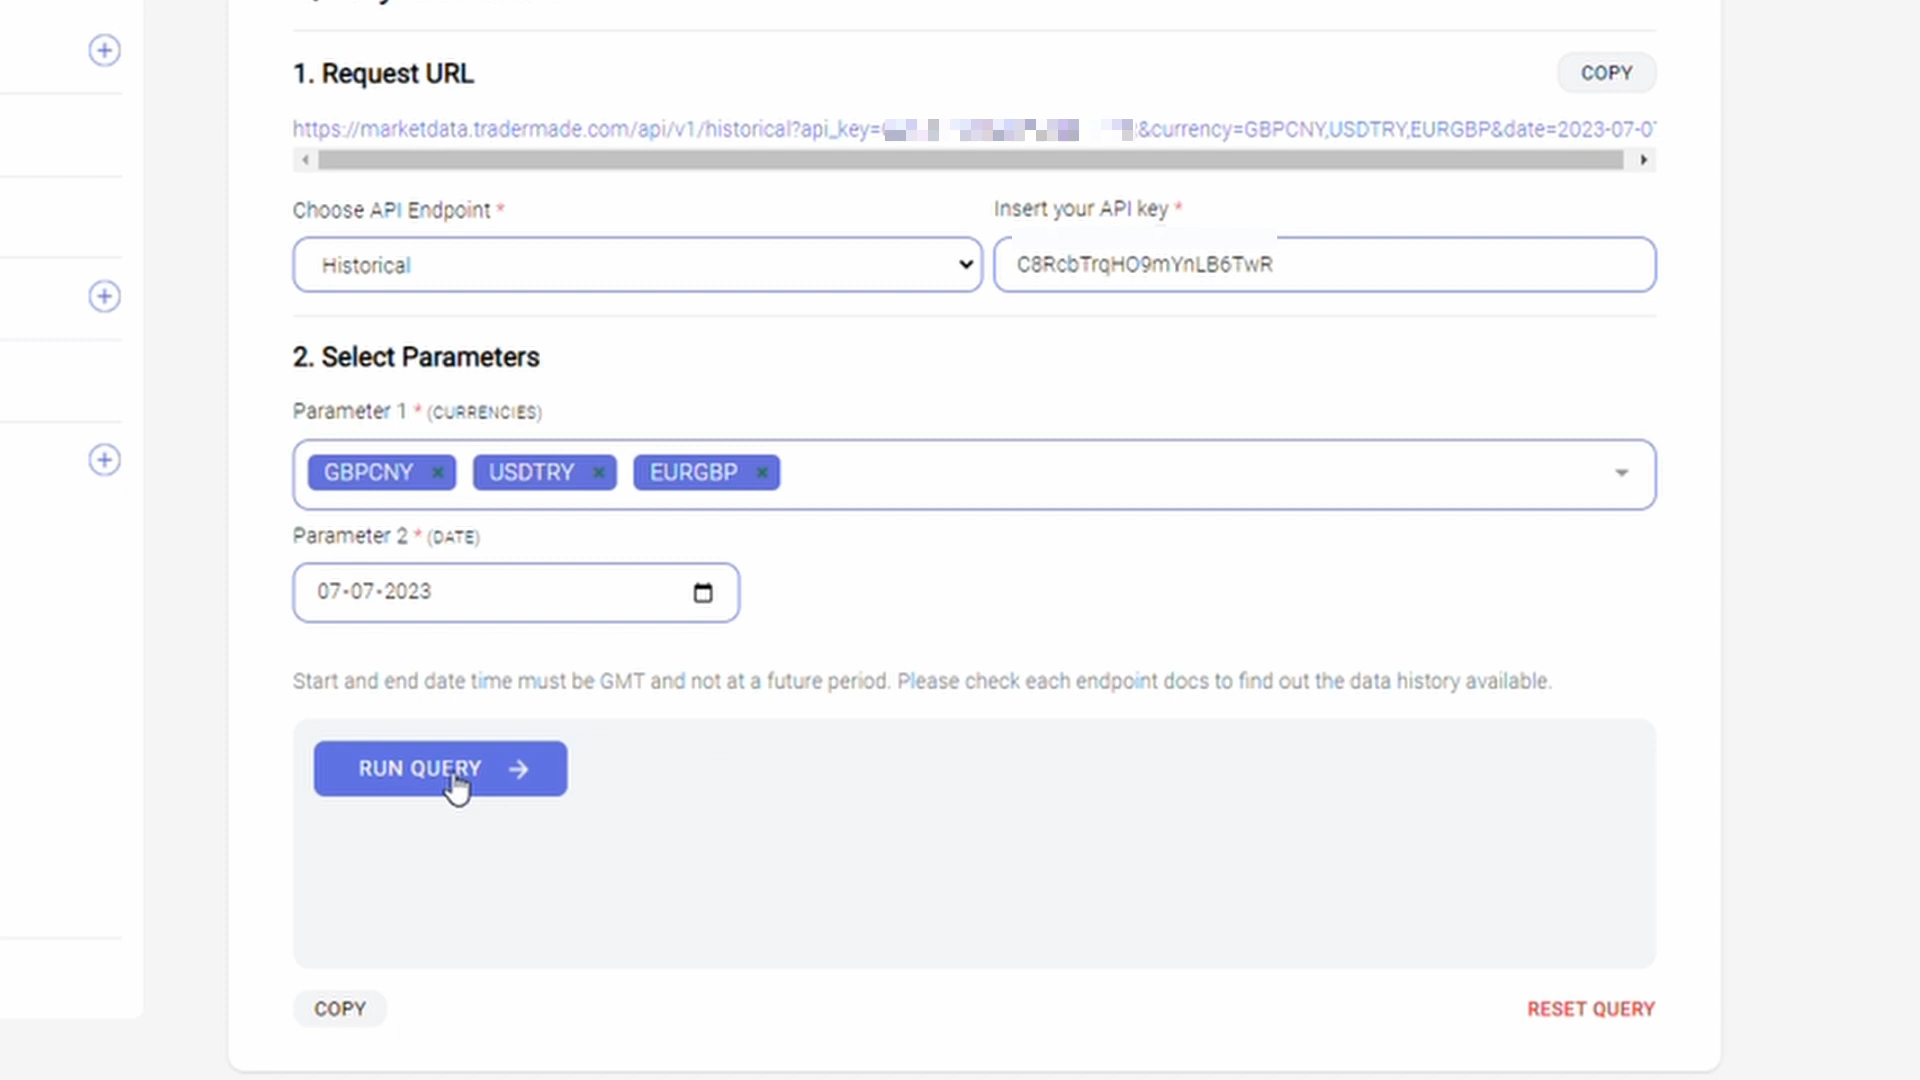 1. Request URL
COPY
https://marketdata.tradermade.com/api/v1/historical?api_key= &currency=GBPCNY,USDTRY,EURGBP&date=2023-07-07
Choose API Endpoint *
Insert your API key *
Historical
C8RcbTrqHO9mYnLB6TwR
2. Select Parameters
Parameter 1 * (CURRENCIES)
GBPCNY × USDTRY × EURGBP ×
Parameter 2 * (DATE)
07-07-2023
Start and end date time must be GMT and not at a future period. Please check each endpoint docs to find out the data history available.
RUN QUERY →
COPY
RESET QUERY